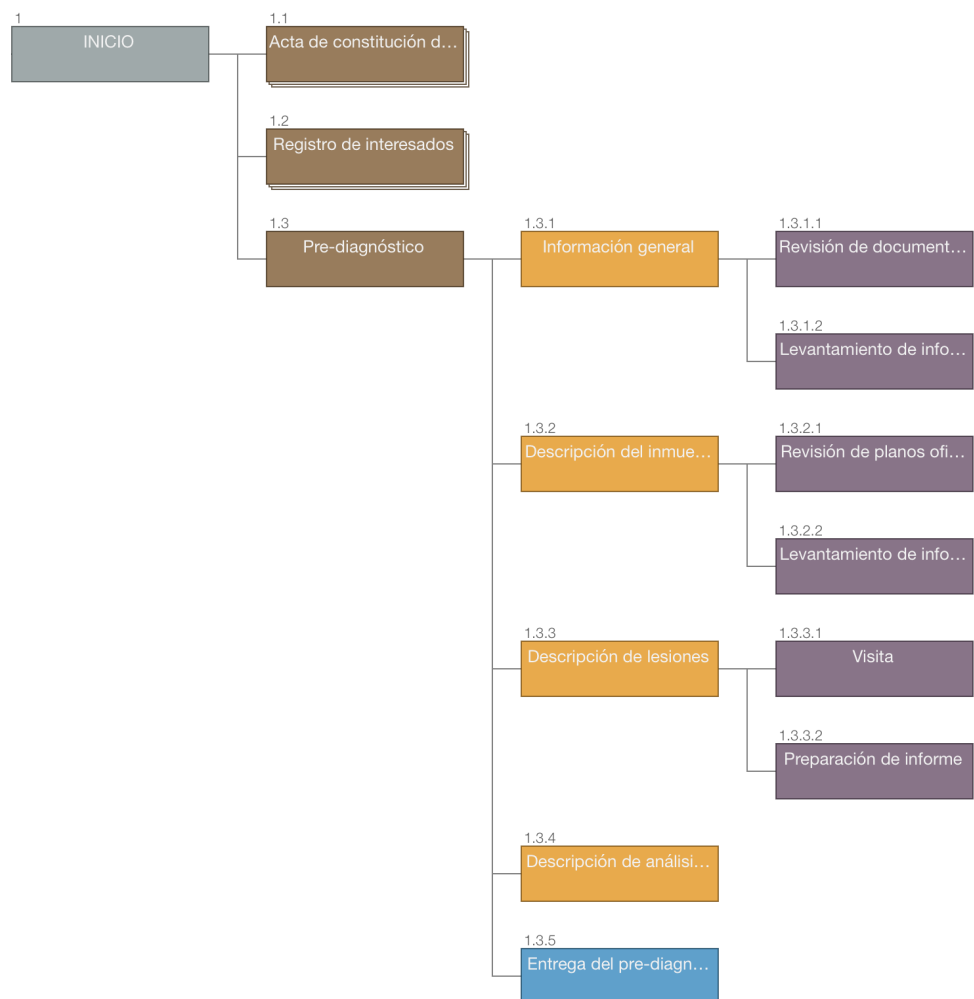 1
INICIO
1.1
Acta de constitución d…
1.2
Registro de interesados
1.3
Pre-diagnóstico
1.3.1
Información general
1.3.1.1
Revisión de document…
1.3.1.2
Levantamiento de info…
1.3.2
Descripción del inmue…
1.3.2.1
Revisión de planos ofi…
1.3.2.2
Levantamiento de info…
1.3.3
Descripción de lesiones
1.3.3.1
Visita
1.3.3.2
Preparación de informe
1.3.4
Descripción de análisi…
1.3.5
Entrega del pre-diagn…